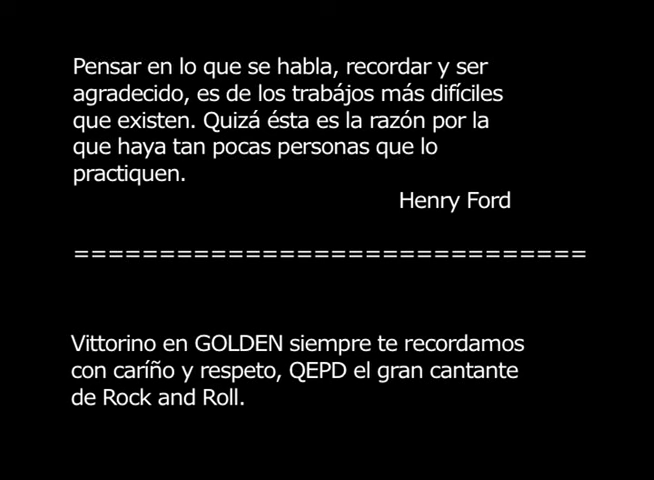 Pensar en lo que se habla, recordar y ser
agradecido, es de los trabájos más difíciles
que existen. Quizá ésta es la razón por la
que haya tan pocas personas que lo
practiquen.
Henry Ford
==============================
Vittorino en GOLDEN siempre te recordamos
con caríño y respeto, QEPD el gran cantante
de Rock and Roll.